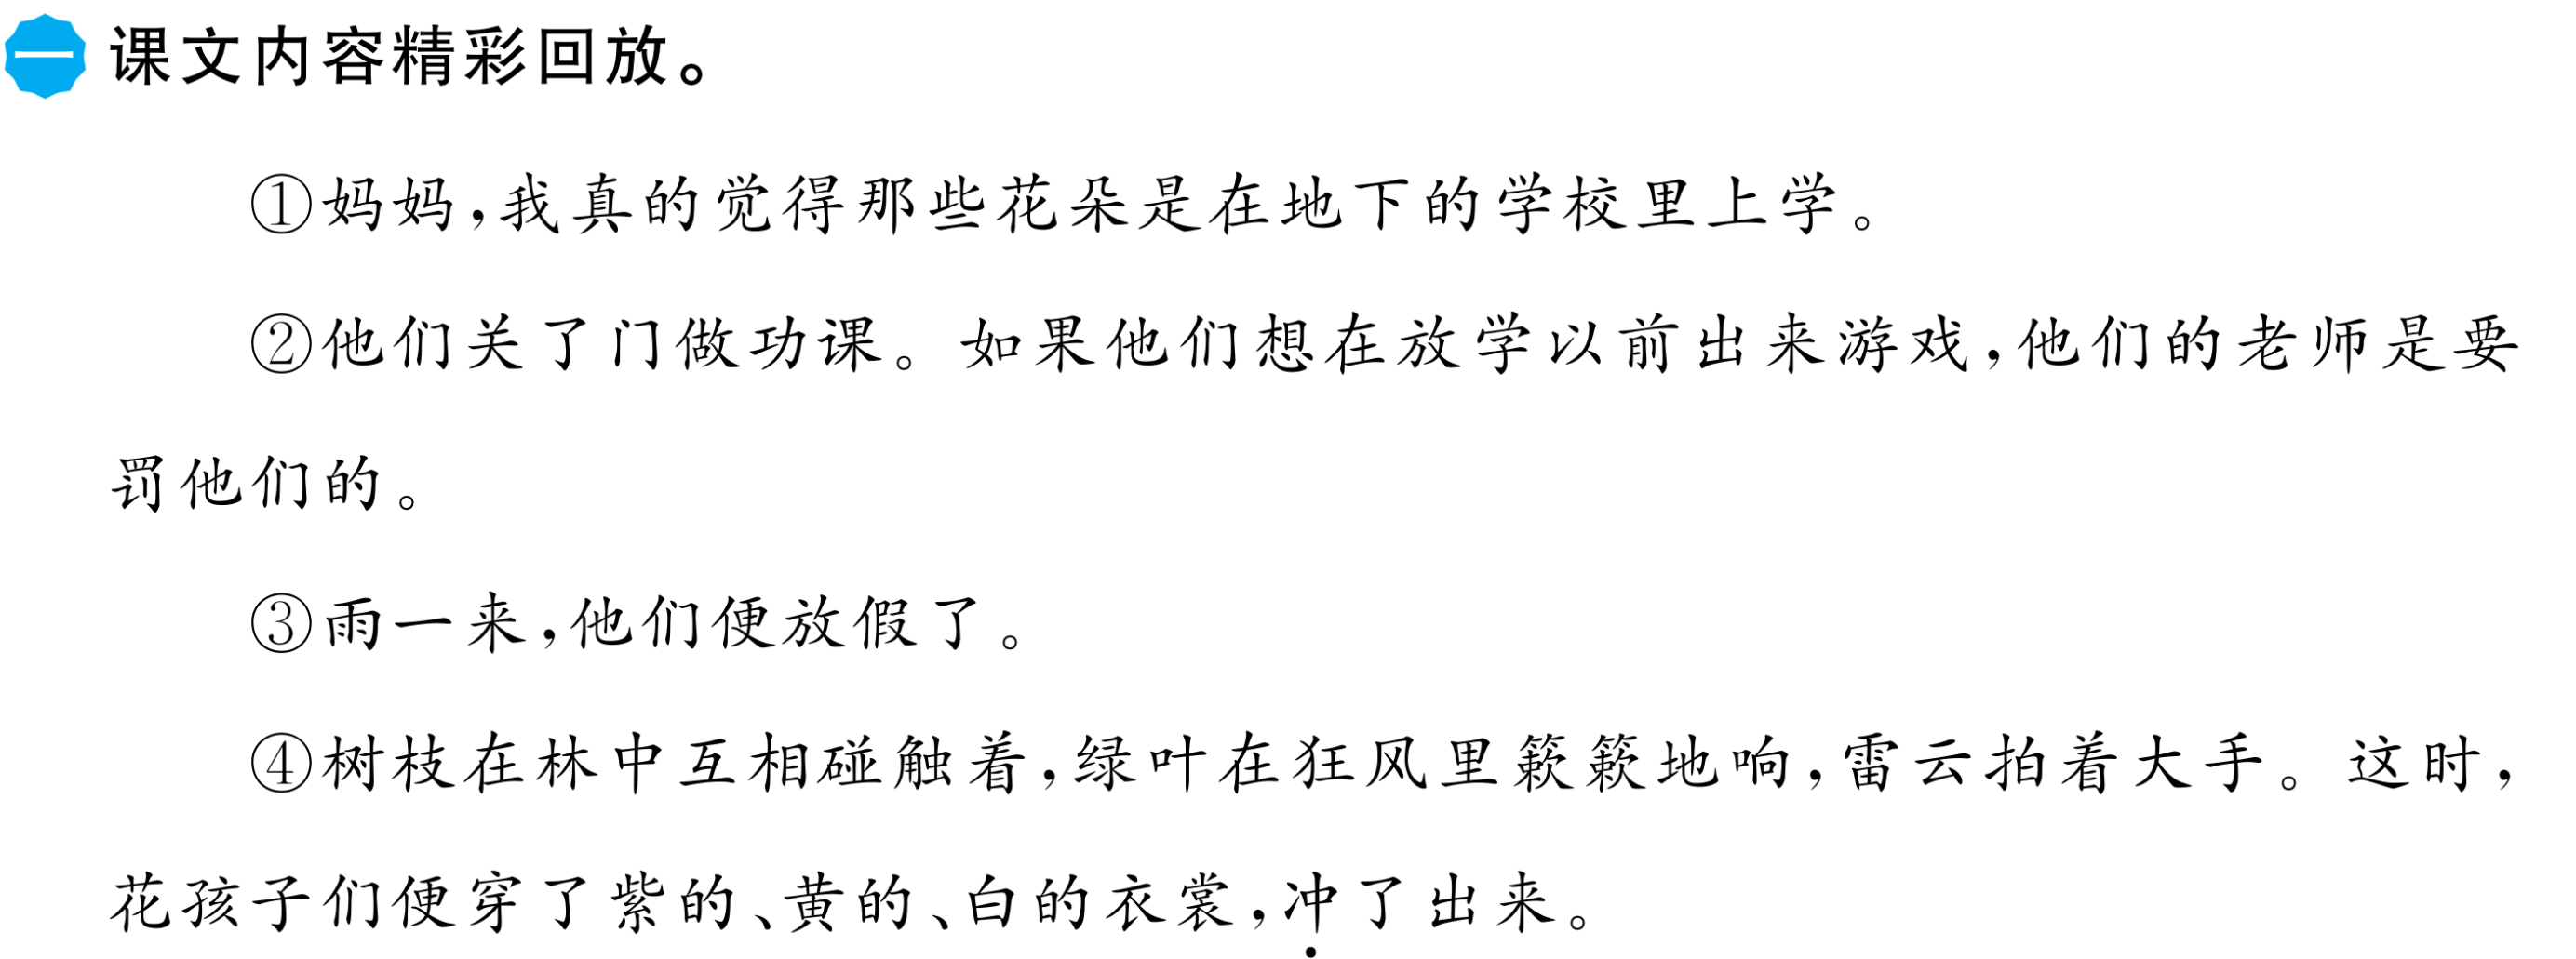 一 课文内容精彩回放。
①妈妈,我真的觉得那些花朵是在地下的学校里上学。
②他们关了门做功课。如果他们想在放学以前出来游戏,他们的老师是要
罚他们的。
③雨一来,他们便放假了。
④树枝在林中互相碰触着,绿叶在狂风里簌簌地响,雷云拍着大手。这时,
花孩子们便穿了紫的、黄的、白的衣裳,冲了出来。